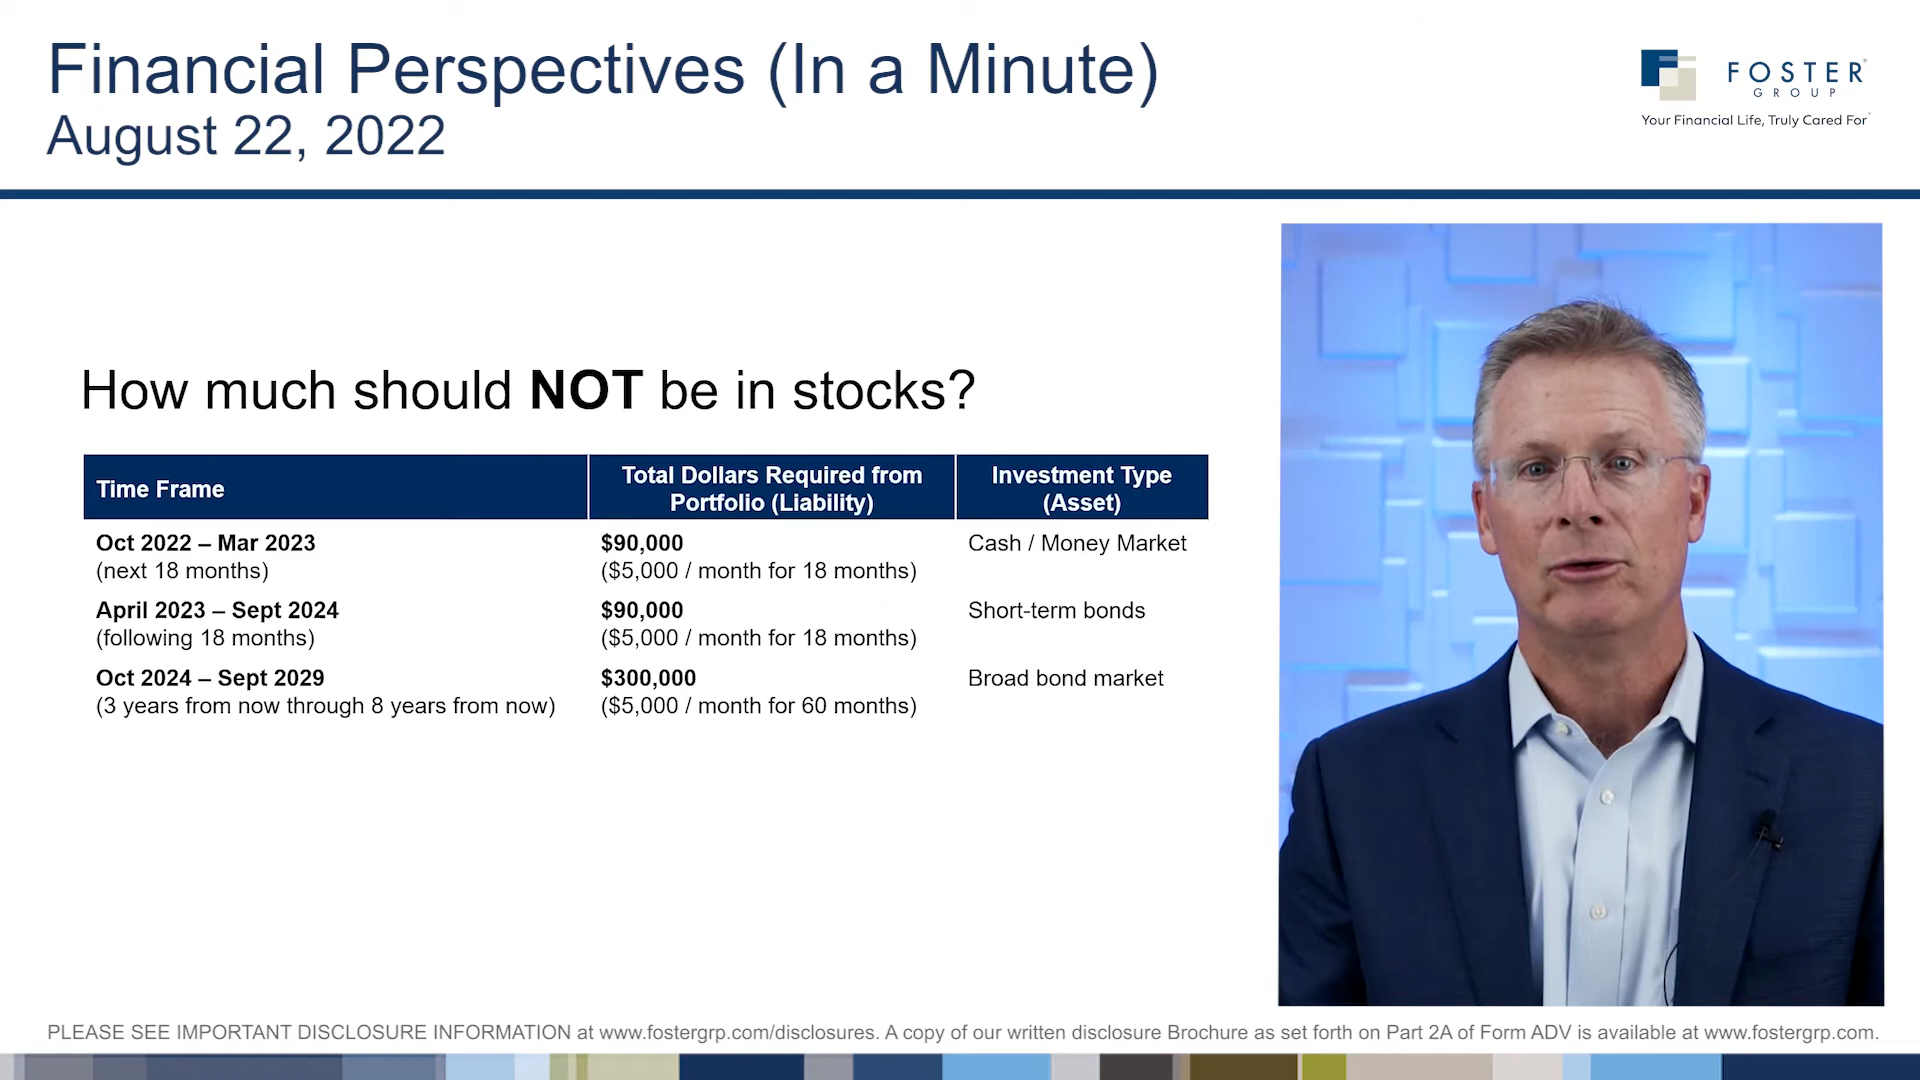 Financial Perspectives (In a Minute)
August 22, 2022
FOSTER
GROUP
Your Financial Life, Truly Cared For
How much should NOT be in stocks?
Time Frame
Total Dollars Required from
Portfolio (Liability)
Investment Type
(Asset)
Oct 2022 – Mar 2023
(next 18 months)
$90,000
($5,000 / month for 18 months)
Cash / Money Market
April 2023 – Sept 2024
(following 18 months)
$90,000
($5,000 / month for 18 months)
Short-term bonds
Oct 2024 – Sept 2029
(3 years from now through 8 years from now)
$300,000
($5,000 / month for 60 months)
Broad bond market
PLEASE SEE IMPORTANT DISCLOSURE INFORMATION at www.fostergrp.com/disclosures. A copy of our written disclosure Brochure as set forth on Part 2A of Form ADV is available at www.fostergrp.com.